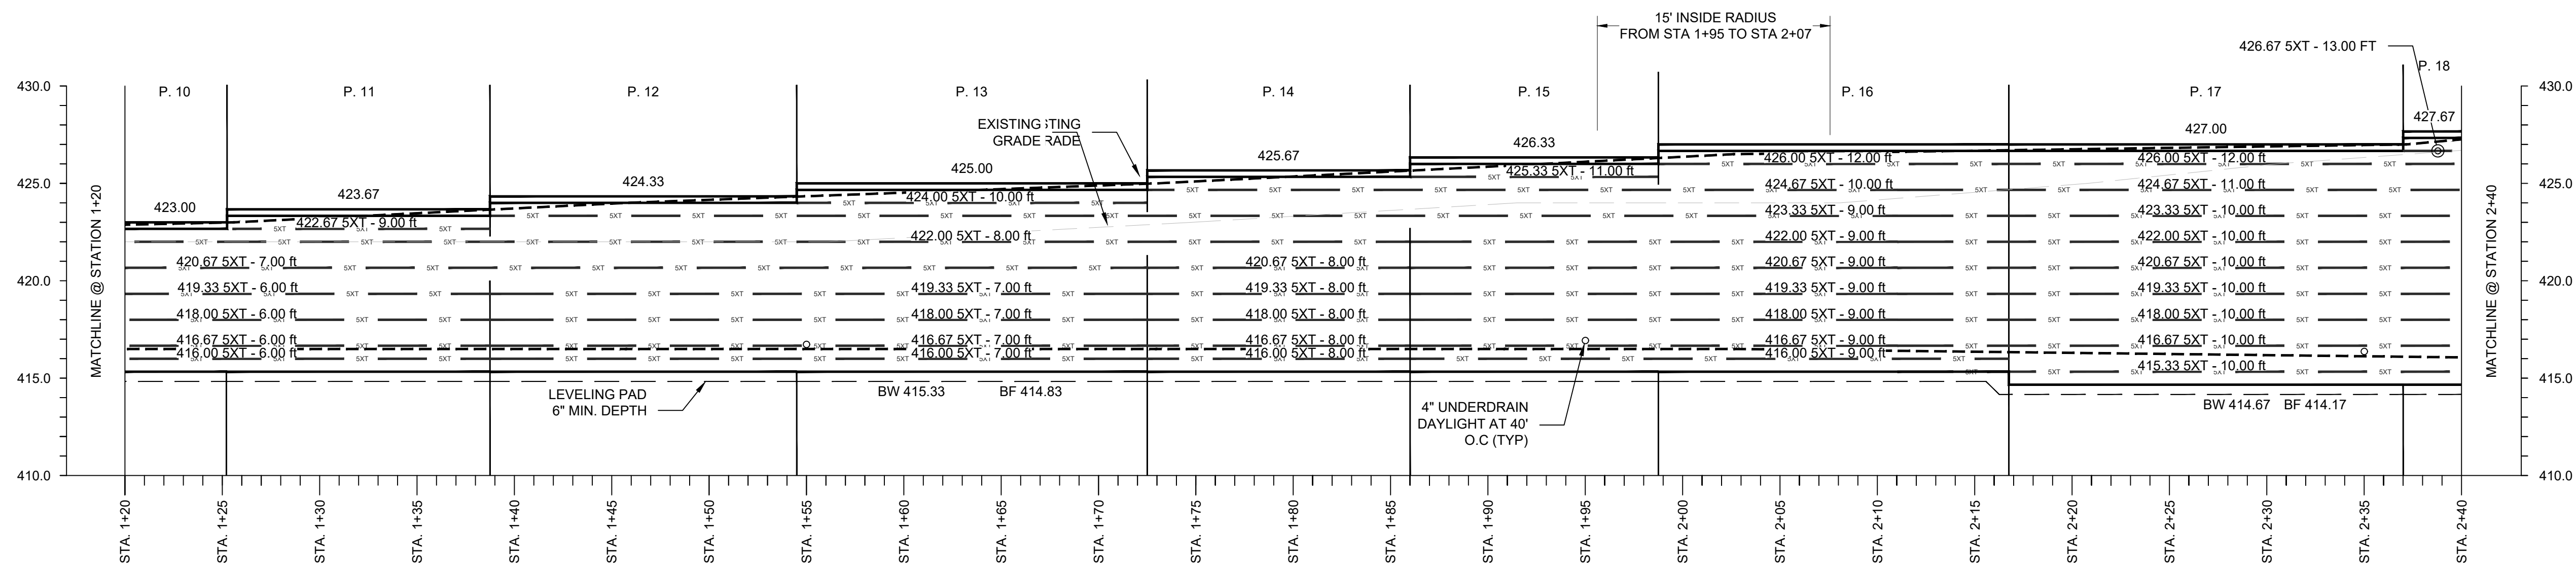 15' INSIDE RADIUS
FROM STA 1+95 TO STA 2+07
426.67 5XT - 13.00 FT
430.0
P. 10
P. 11
P. 12
P. 13
P. 14
P. 15
P. 16
P. 17
P. 18
430.0
EXISTING
GRADE
423.00
423.67
424.33
425.00
425.67
426.33
427.00
427.67
425.0
425.0
420.0
420.0
415.0
415.0
410.0
410.0
MATCHLINE @ STATION 1+20
MATCHLINE @ STATION 2+40
422.67 5XT - 9.00 ft
420.67 5XT - 7.00 ft
419.33 5XT - 6.00 ft
418.00 5XT - 6.00 ft
416.67 5XT - 6.00 ft
416.00 5XT - 6.00 ft
424.00 5XT - 10.00 ft
422.00 5XT - 8.00 ft
419.33 5XT - 7.00 ft
418.00 5XT - 7.00 ft
416.67 5XT - 7.00 ft
416.00 5XT - 7.00 ft
420.67 5XT - 8.00 ft
419.33 5XT - 8.00 ft
418.00 5XT - 8.00 ft
416.67 5XT - 8.00 ft
416.00 5XT - 8.00 ft
425.33 5XT - 11.00 ft
426.00 5XT - 12.00 ft
424.67 5XT - 10.00 ft
423.33 5XT - 9.00 ft
422.00 5XT - 9.00 ft
420.67 5XT - 9.00 ft
419.33 5XT - 9.00 ft
418.00 5XT - 9.00 ft
416.67 5XT - 9.00 ft
416.00 5XT - 9.00 ft
426.00 5XT - 12.00 ft
424.67 5XT - 11.00 ft
423.33 5XT - 10.00 ft
422.00 5XT - 10.00 ft
420.67 5XT - 10.00 ft
419.33 5XT - 10.00 ft
418.00 5XT - 10.00 ft
416.67 5XT - 10.00 ft
415.33 5XT - 10.00 ft
LEVELING PAD
6" MIN. DEPTH
BW 415.33 BF 414.83
4" UNDERDRAIN
DAYLIGHT AT 40'
O.C (TYP)
BW 414.67 BF 414.17
STA. 1+20
STA. 1+25
STA. 1+30
STA. 1+35
STA. 1+40
STA. 1+45
STA. 1+50
STA. 1+55
STA. 1+60
STA. 1+65
STA. 1+70
STA. 1+75
STA. 1+80
STA. 1+85
STA. 1+90
STA. 1+95
STA. 2+00
STA. 2+05
STA. 2+10
STA. 2+15
STA. 2+20
STA. 2+25
STA. 2+30
STA. 2+35
STA. 2+40